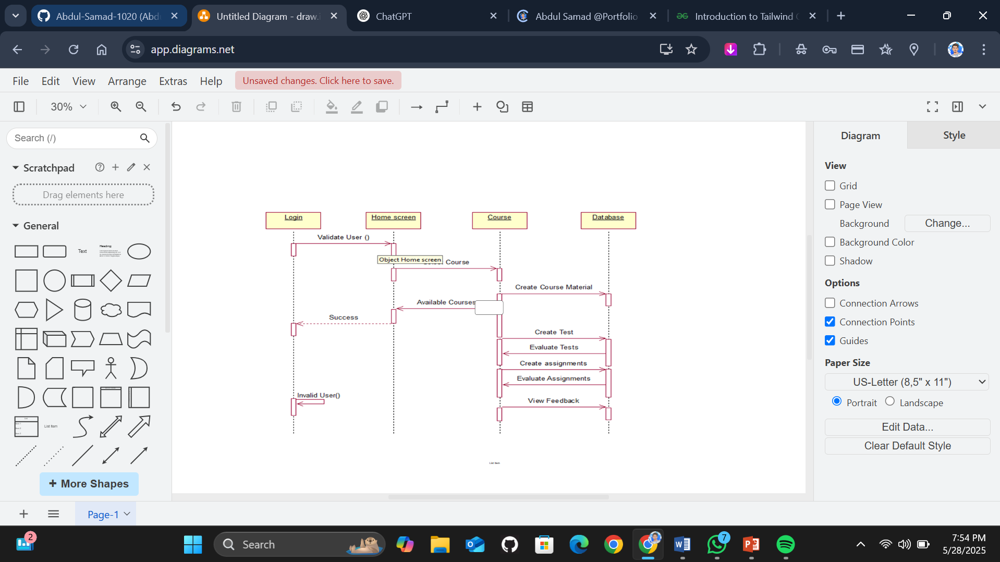 Abdul-Samad-1020 (Abd
Untitled Diagram - draw.i
ChatGPT
Abdul Samad @Portfolio
Introduction to Tailwind
app.diagrams.net
File Edit View Arrange Extras Help Unsaved changes. Click here to save.
30%
Search (/)
Scratchpad
Drag elements here
General
Text
Heading
List Item
More Shapes
Login
Home screen
Course
Database
Validate User ()
Object Home screen
Course
Create Course Material
Available Courses
Success
Create Test
Evaluate Tests
Create assignments
Evaluate Assignments
Invalid User()
View Feedback
List Item
Diagram
Style
View
Grid
Page View
Background Change...
Background Color
Shadow
Options
Connection Arrows
Connection Points
Guides
Paper Size
US-Letter (8,5" x 11")
Portrait Landscape
Edit Data...
Clear Default Style
Page-1
2
Search
7
7:54 PM
5/28/2025